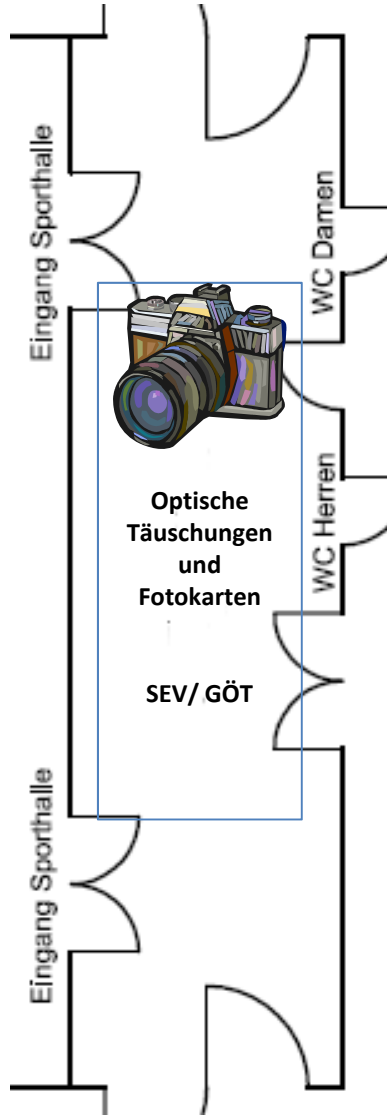 Eingang Sporthalle
WC Damen
Optische
Täuschungen
und
Fotokarten
WC Herren
SEV/ GÖT
Eingang Sporthalle